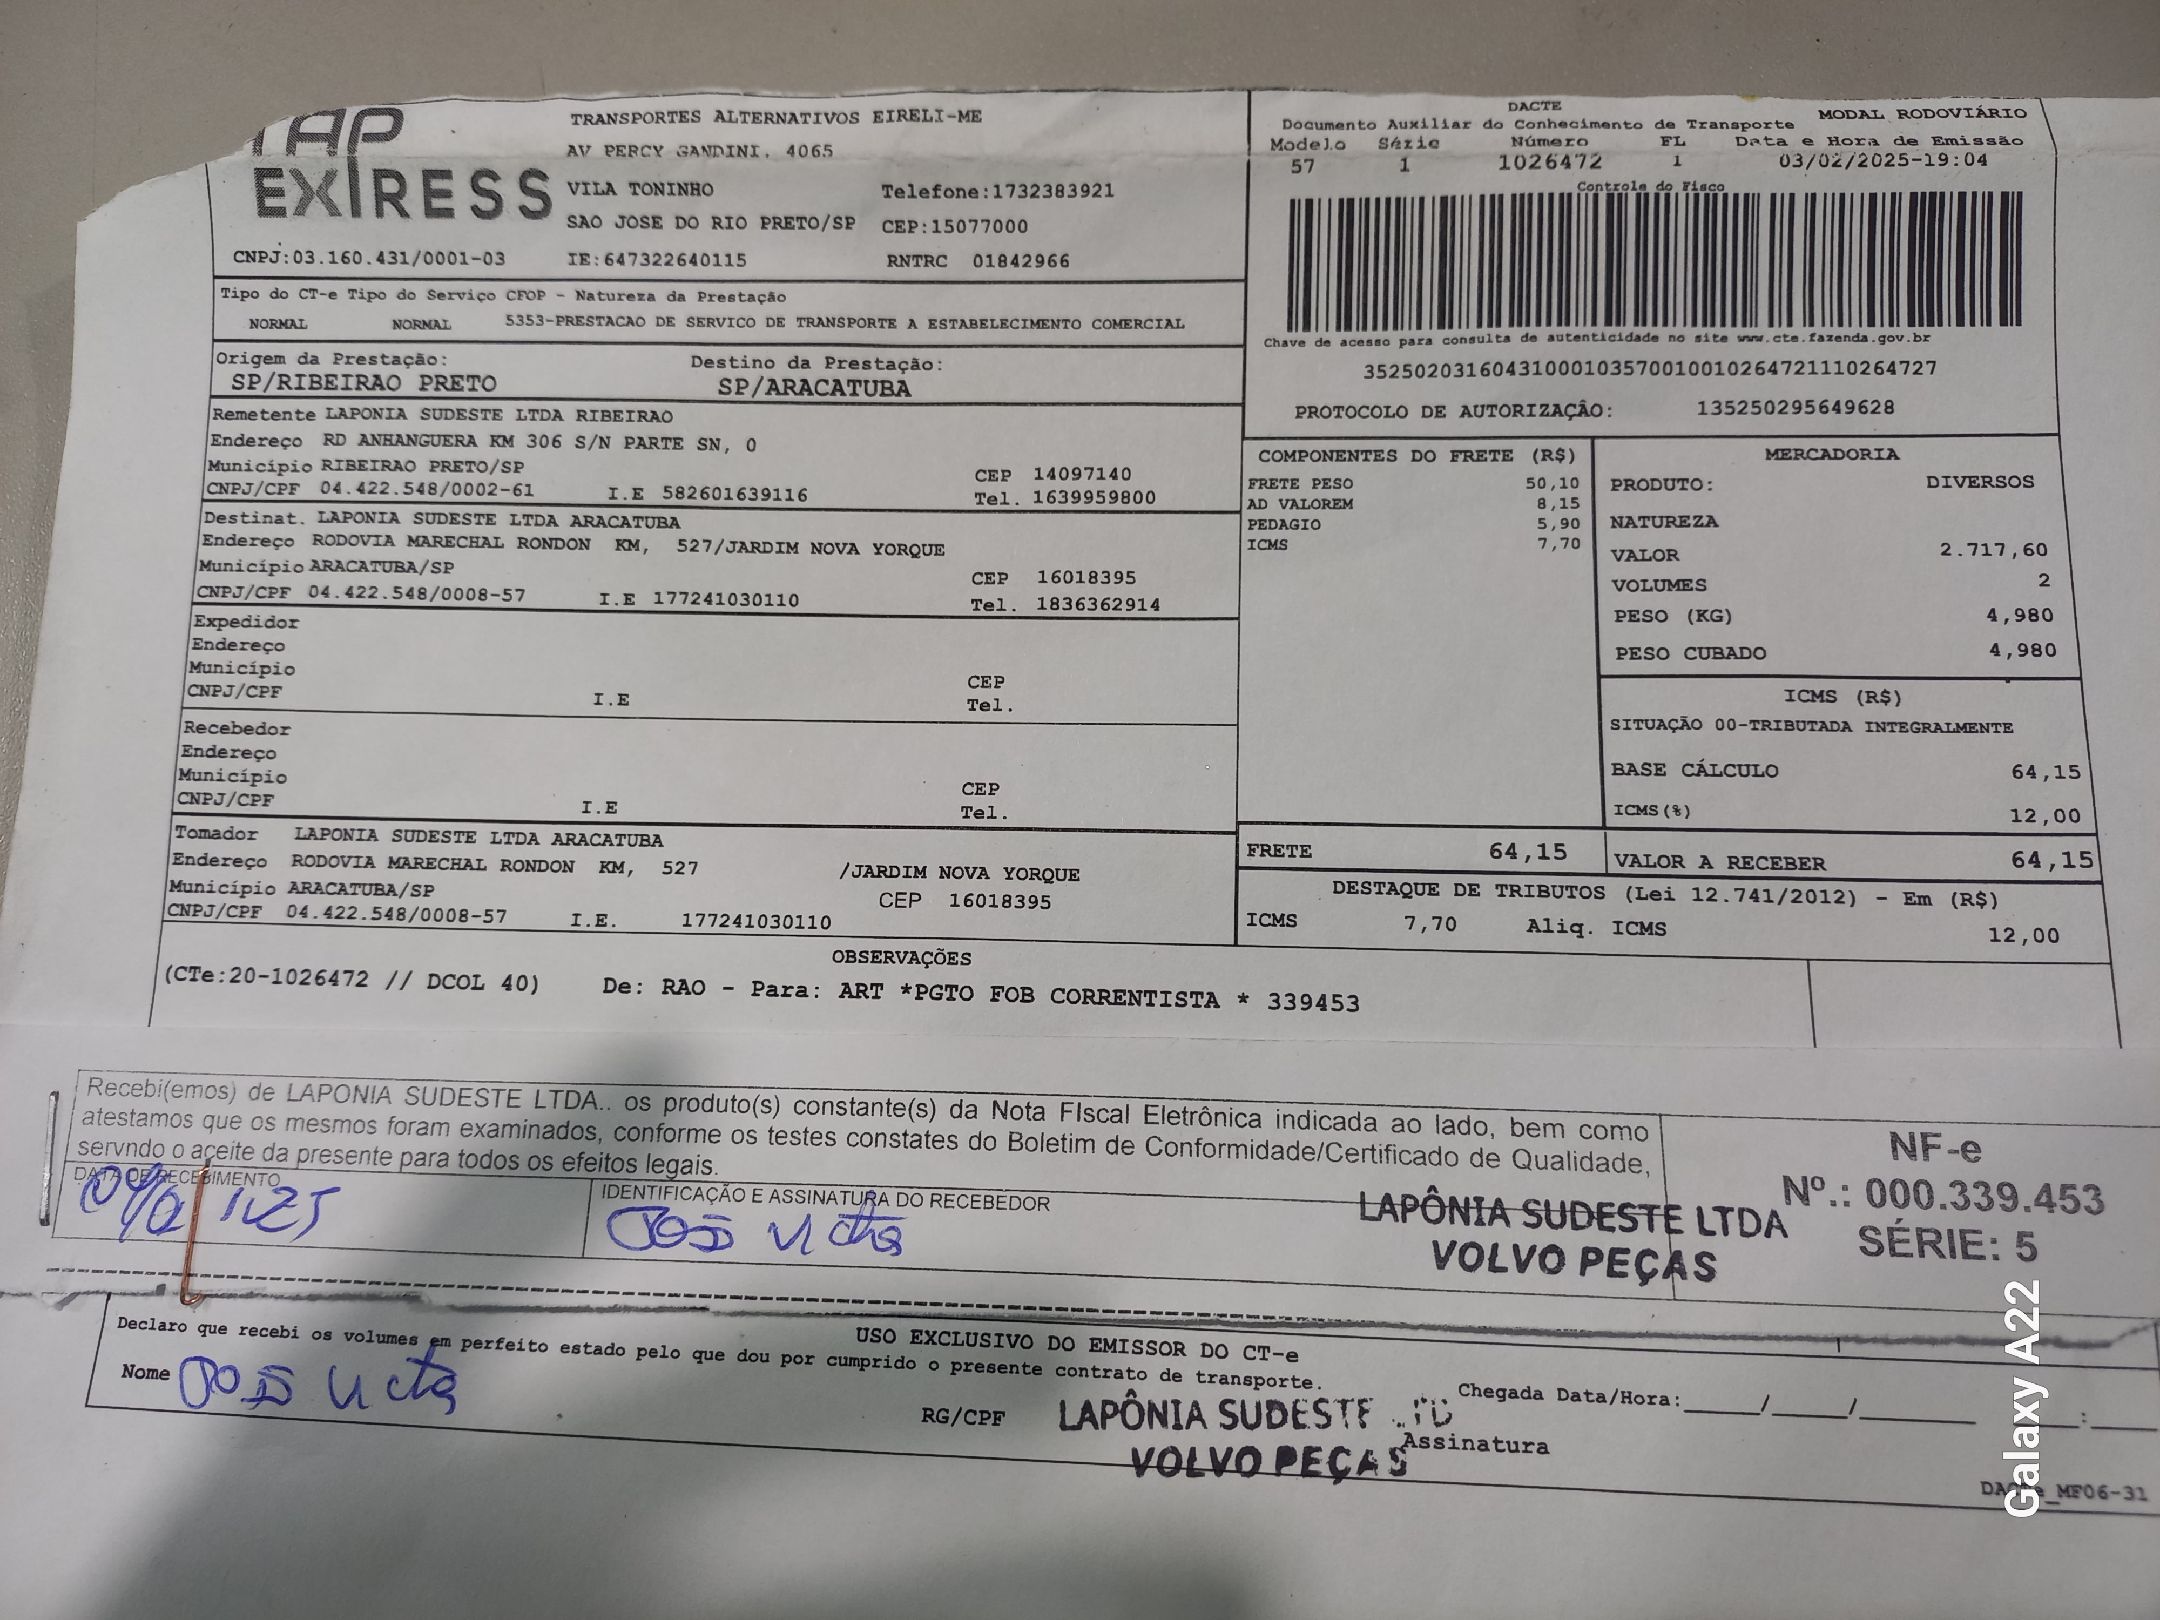 TAP
EXPRESS
TRANSPORTES ALTERNATIVOS EIRELI-ME
AV PERCY GANDINI, 4065
VILA TONINHO Telefone:1732383921
SAO JOSE DO RIO PRETO/SP CEP:15077000
CNPJ:03.160.431/0001-03 IE:647322640115 RNTRC 01842966
DACTE MODAL RODOVIÁRIO
Documento Auxiliar do Conhecimento de Transporte
Modelo Série Número FL Data e Hora de Emissão
57 1 1026472 1 03/02/2025-19:04
Controle do Fisco
Chave de acesso para consulta de autenticidade no site www.cte.fazenda.gov.br
35250203160431000103570010010264721110264727
PROTOCOLO DE AUTORIZAÇÃO: 135250295649628
Tipo do CT-e Tipo do Serviço CFOP - Natureza da Prestação
NORMAL NORMAL 5353-PRESTACAO DE SERVICO DE TRANSPORTE A ESTABELECIMENTO COMERCIAL
Origem da Prestação: Destino da Prestação:
SP/RIBEIRAO PRETO SP/ARACATUBA
Remetente LAPONIA SUDESTE LTDA RIBEIRAO
Endereço RD ANHANGUERA KM 306 S/N PARTE SN, 0
Município RIBEIRAO PRETO/SP CEP 14097140
CNPJ/CPF 04.422.548/0002-61 I.E 582601639116 Tel. 1639959800
Destinat. LAPONIA SUDESTE LTDA ARACATUBA
Endereço RODOVIA MARECHAL RONDON KM, 527/JARDIM NOVA YORQUE
Município ARACATUBA/SP CEP 16018395
CNPJ/CPF 04.422.548/0008-57 I.E 177241030110 Tel. 1836362914
Expedidor
Endereço
Município CEP
CNPJ/CPF I.E Tel.
Recebedor
Endereço
Município CEP
CNPJ/CPF I.E Tel.
Tomador LAPONIA SUDESTE LTDA ARACATUBA
Endereço RODOVIA MARECHAL RONDON KM, 527 /JARDIM NOVA YORQUE
Município ARACATUBA/SP CEP 16018395
CNPJ/CPF 04.422.548/0008-57 I.E. 177241030110
COMPONENTES DO FRETE (R$)
FRETE PESO 50,10
AD VALOREM 8,15
PEDAGIO 5,90
ICMS 7,70
MERCADORIA
PRODUTO: DIVERSOS
NATUREZA
VALOR 2.717,60
VOLUMES 2
PESO (KG) 4,980
PESO CUBADO 4,980
ICMS (R$)
SITUAÇÃO 00-TRIBUTADA INTEGRALMENTE
BASE CÁLCULO 64,15
ICMS(%) 12,00
FRETE 64,15 VALOR A RECEBER 64,15
DESTAQUE DE TRIBUTOS (Lei 12.741/2012) - Em (R$)
ICMS 7,70 Aliq. ICMS 12,00
OBSERVAÇÕES
(CTe:20-1026472 // DCOL 40) De: RAO - Para: ART *PGTO FOB CORRENTISTA * 339453
Recebi(emos) de LAPONIA SUDESTE LTDA.. os produto(s) constante(s) da Nota FIscal Eletrônica indicada ao lado, bem como
atestamos que os mesmos foram examinados, conforme os testes constates do Boletim de Conformidade/Certificado de Qualidade,
servndo o aceite da presente para todos os efeitos legais.
DATA DE RECEBIMENTO IDENTIFICAÇÃO E ASSINATURA DO RECEBEDOR
NF-e
Nº.: 000.339.453
SÉRIE: 5
LAPÔNIA SUDESTE LTDA
VOLVO PEÇAS
USO EXCLUSIVO DO EMISSOR DO CT-e
Declaro que recebi os volumes em perfeito estado pelo que dou por cumprido o presente contrato de transporte.
Nome
RG/CPF
Chegada Data/Hora:____/____/______ ___:___
LAPÔNIA SUDESTE
VOLVO PEÇAS
Assinatura
Galaxy A22